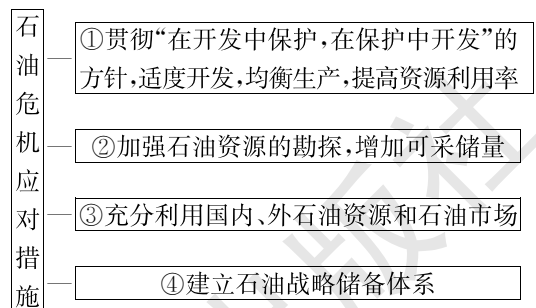 石油危机应对措施
①贯彻“在开发中保护,在保护中开发”的
方针,适度开发,均衡生产,提高资源利用率
②加强石油资源的勘探,增加可采储量
③充分利用国内、外石油资源和石油市场
④建立石油战略储备体系